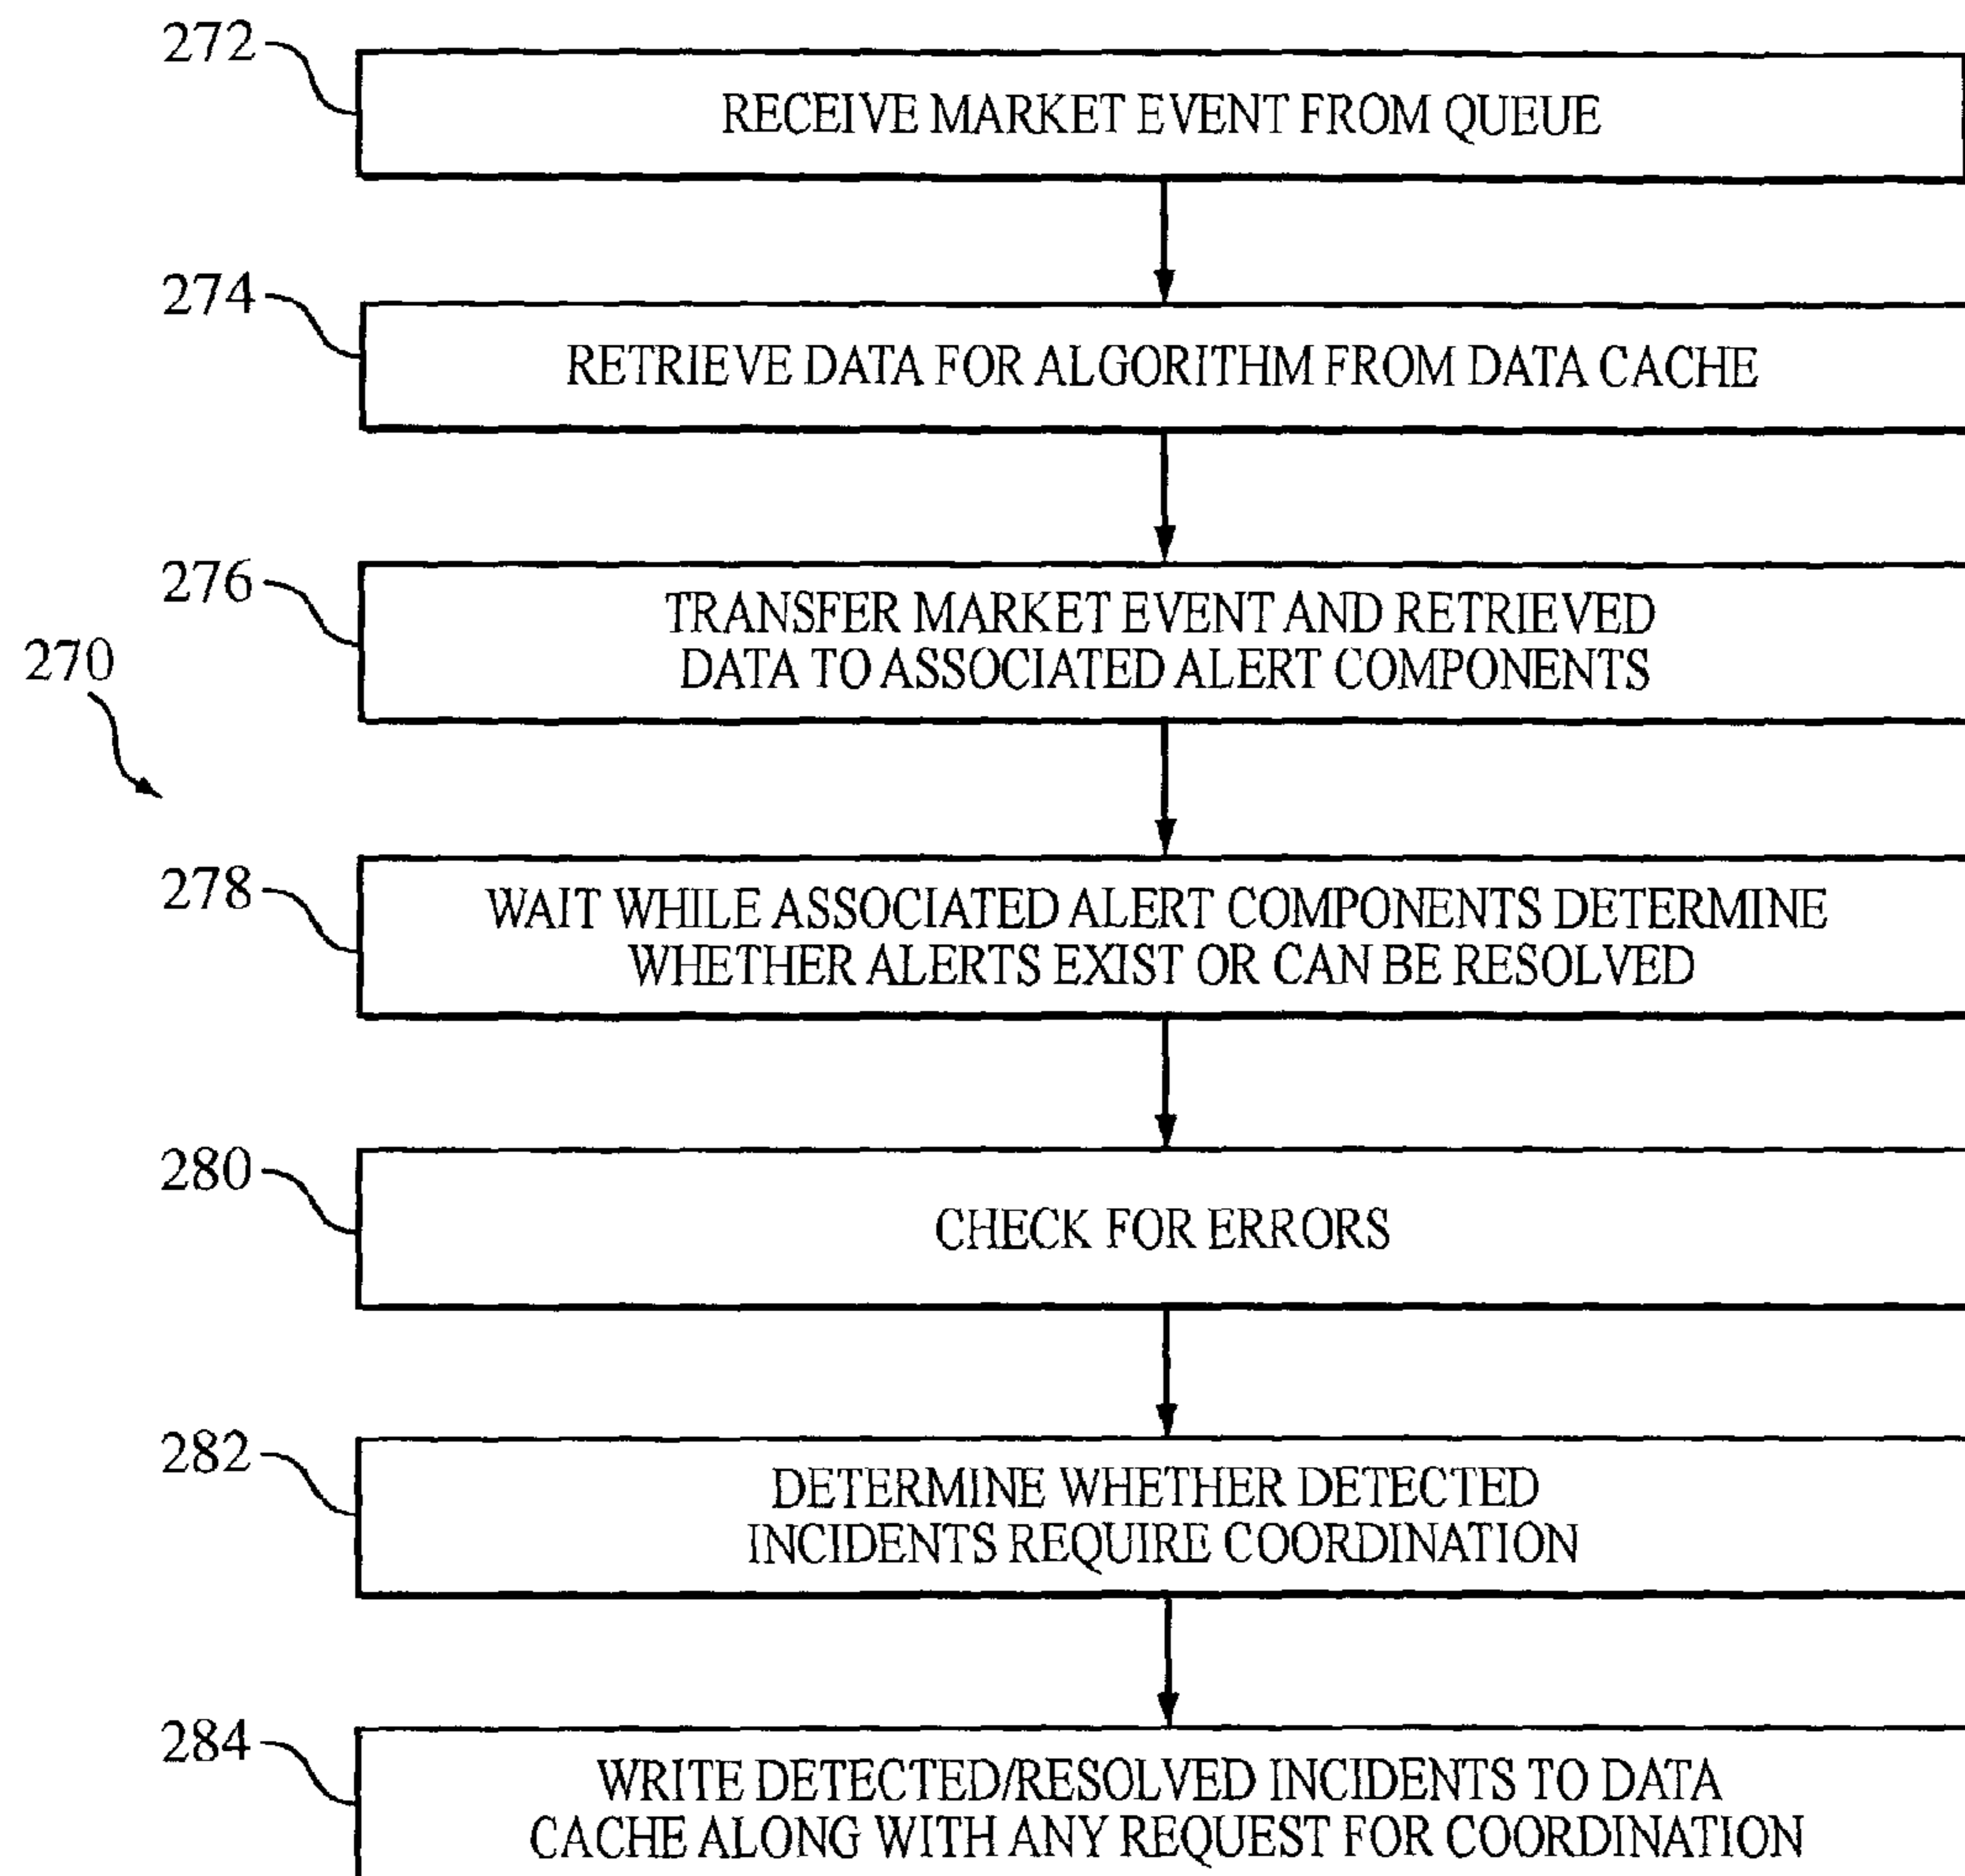 272
RECEIVE MARKET EVENT FROM QUEUE
274
RETRIEVE DATA FOR ALGORITHM FROM DATA CACHE
276
TRANSFER MARKET EVENT AND RETRIEVED
DATA TO ASSOCIATED ALERT COMPONENTS
270
278
WAIT WHILE ASSOCIATED ALERT COMPONENTS DETERMINE
WHETHER ALERTS EXIST OR CAN BE RESOLVED
280
CHECK FOR ERRORS
282
DETERMINE WHETHER DETECTED
INCIDENTS REQUIRE COORDINATION
284
WRITE DETECTED/RESOLVED INCIDENTS TO DATA
CACHE ALONG WITH ANY REQUEST FOR COORDINATION